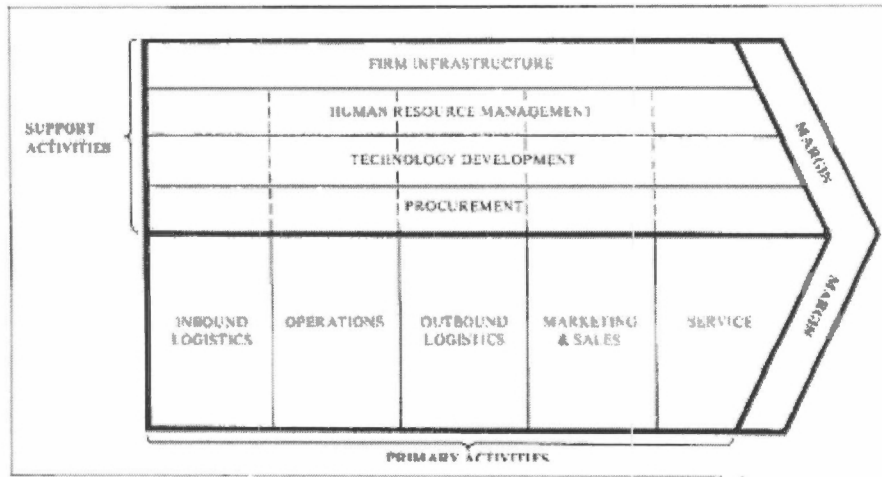 FIRM INFRASTRUCTURE
HUMAN RESOURCE MANAGEMENT
SUPPORT
ACTIVITIES
TECHNOLOGY DEVELOPMENT
PROCUREMENT
MARGIN
INBOUND
LOGISTICS
OPERATIONS
OUTBOUND
LOGISTICS
MARKETING
& SALES
SERVICE
MARGIN
PRIMARY ACTIVITIES